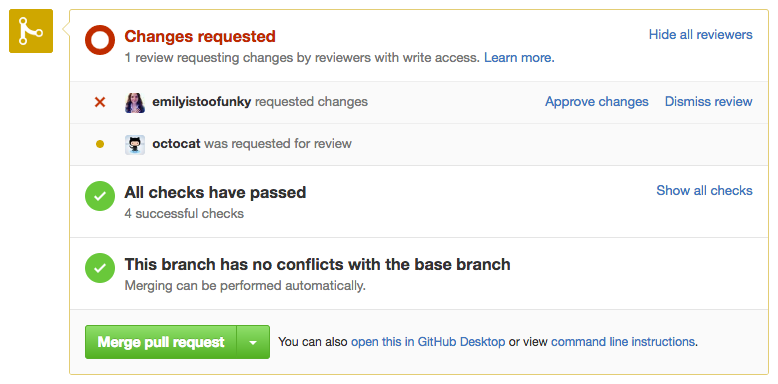 Changes requested
Hide all reviewers
1 review requesting changes by reviewers with write access. Learn more.
emilyistoofunky requested changes
Approve changes
Dismiss review
octocat was requested for review
All checks have passed
Show all checks
4 successful checks
This branch has no conflicts with the base branch
Merging can be performed automatically.
Merge pull request
You can also open this in GitHub Desktop or view command line instructions.